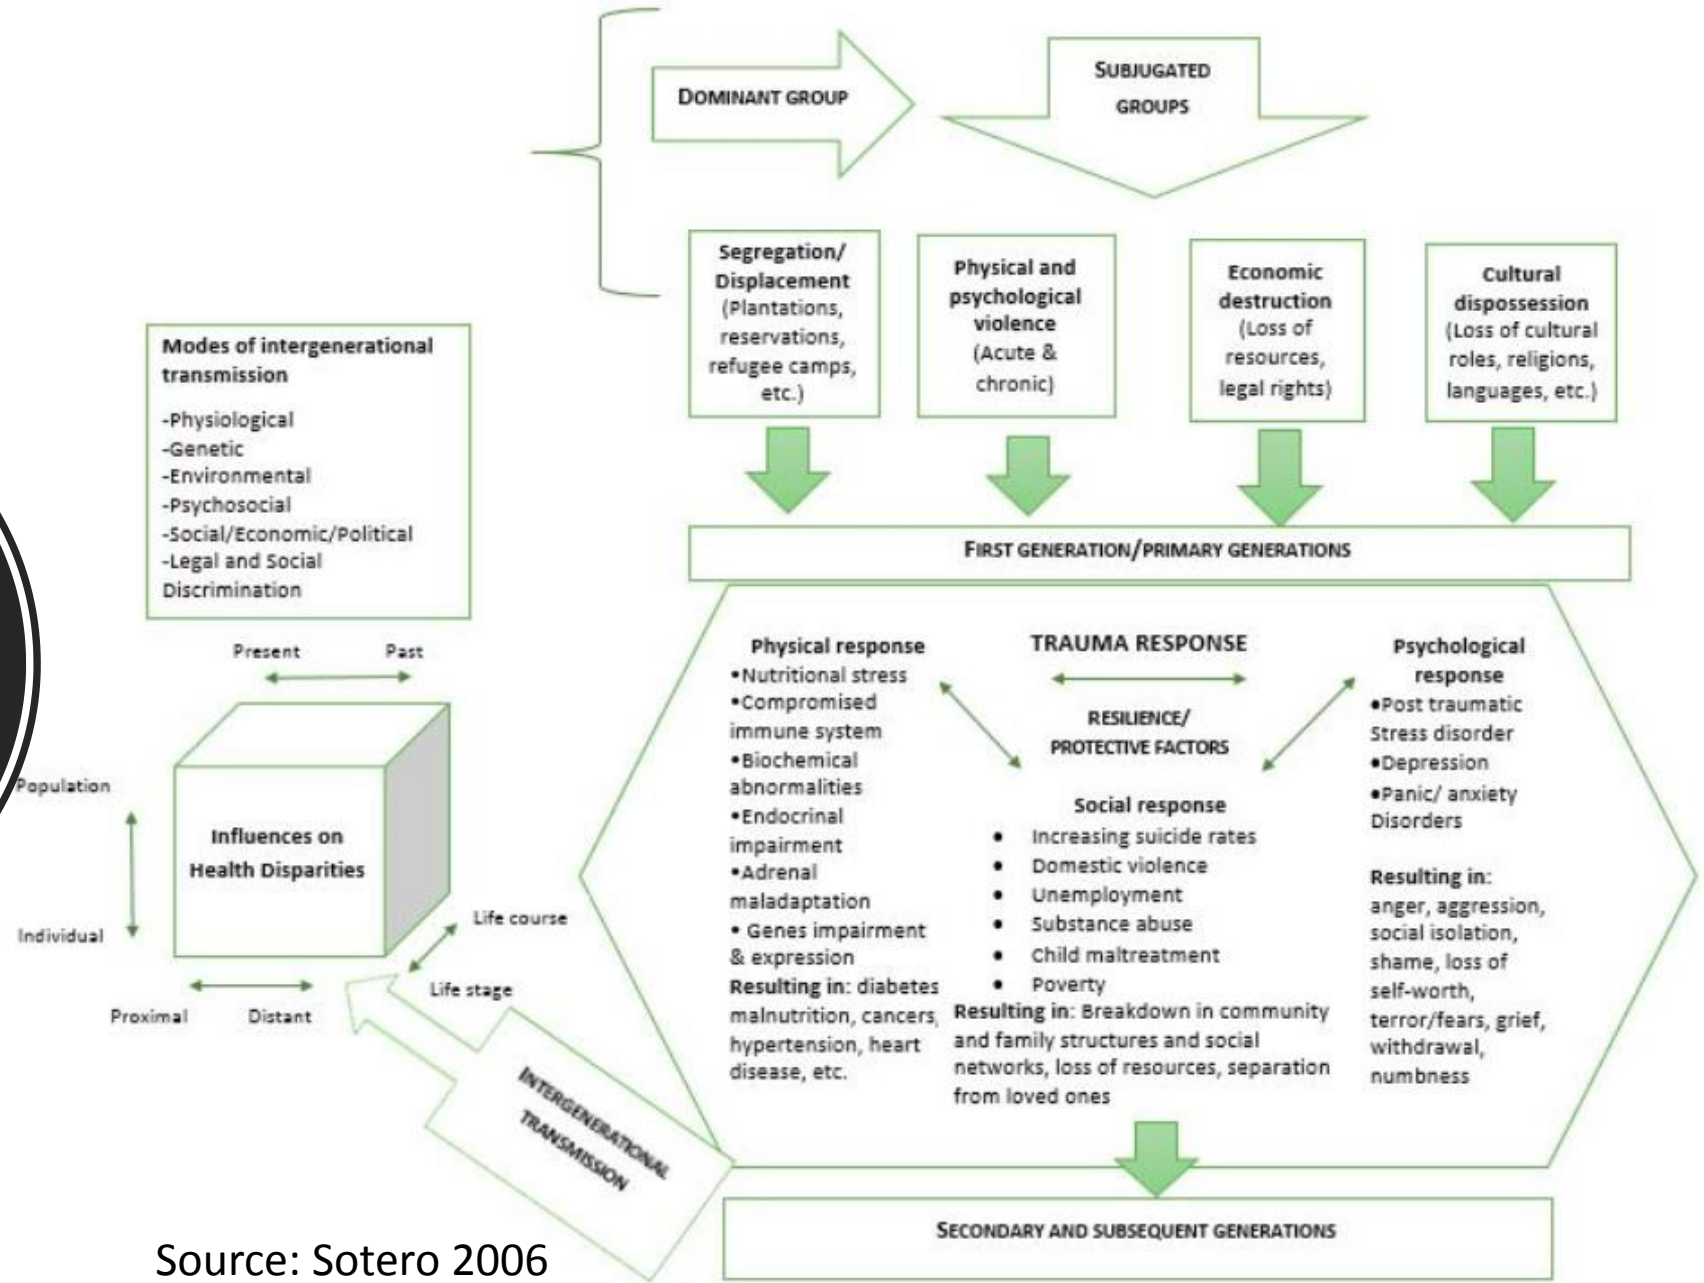 DOMINANT GROUP
SUBJUGATED
GROUPS
Segregation/
Displacement
(Plantations,
reservations,
refugee camps,
etc.)
Physical and
psychological
violence
(Acute &
chronic)
Economic
destruction
(Loss of
resources,
legal rights)
Cultural
dispossession
(Loss of cultural
roles, religions,
languages, etc.)
Modes of intergenerational
transmission
-Physiological
-Genetic
-Environmental
-Psychosocial
-Social/Economic/Political
-Legal and Social
Discrimination
FIRST GENERATION/PRIMARY GENERATIONS
Present
Past
Population
Individual
Influences on
Health Disparities
Life course
Life stage
Proximal
Distant
Physical response
•Nutritional stress
•Compromised
immune system
•Biochemical
abnormalities
•Endocrinal
impairment
•Adrenal
maladaptation
• Genes impairment
& expression
Resulting in: diabetes
malnutrition, cancers,
hypertension, heart
disease, etc.
TRAUMA RESPONSE
RESILIENCE/
PROTECTIVE FACTORS
Social response
• Increasing suicide rates
• Domestic violence
• Unemployment
• Substance abuse
• Child maltreatment
• Poverty
Resulting in: Breakdown in community
and family structures and social
networks, loss of resources, separation
from loved ones
Psychological
response
•Post traumatic
Stress disorder
•Depression
•Panic/ anxiety
Disorders
Resulting in:
anger, aggression,
social isolation,
shame, loss of
self-worth,
terror/fears, grief,
withdrawal,
numbness
INTERGENERATIONAL
TRANSMISSION
SECONDARY AND SUBSEQUENT GENERATIONS
Source: Sotero 2006